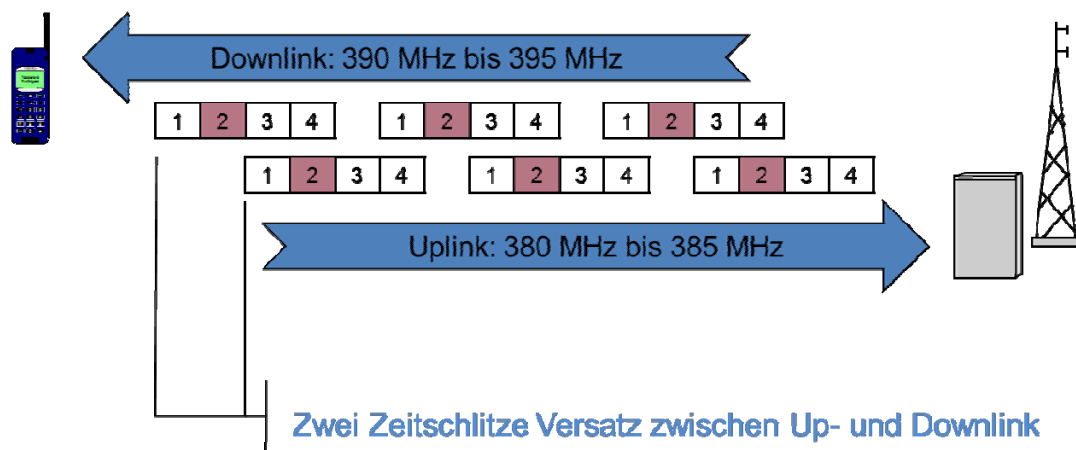 Downlink: 390 MHz bis 395 MHz
1 2 3 4 1 2 3 4 1 2 3 4
1 2 3 4 1 2 3 4 1 2 3 4
Uplink: 380 MHz bis 385 MHz
Zwei Zeitschlitze Versatz zwischen Up- und Downlink